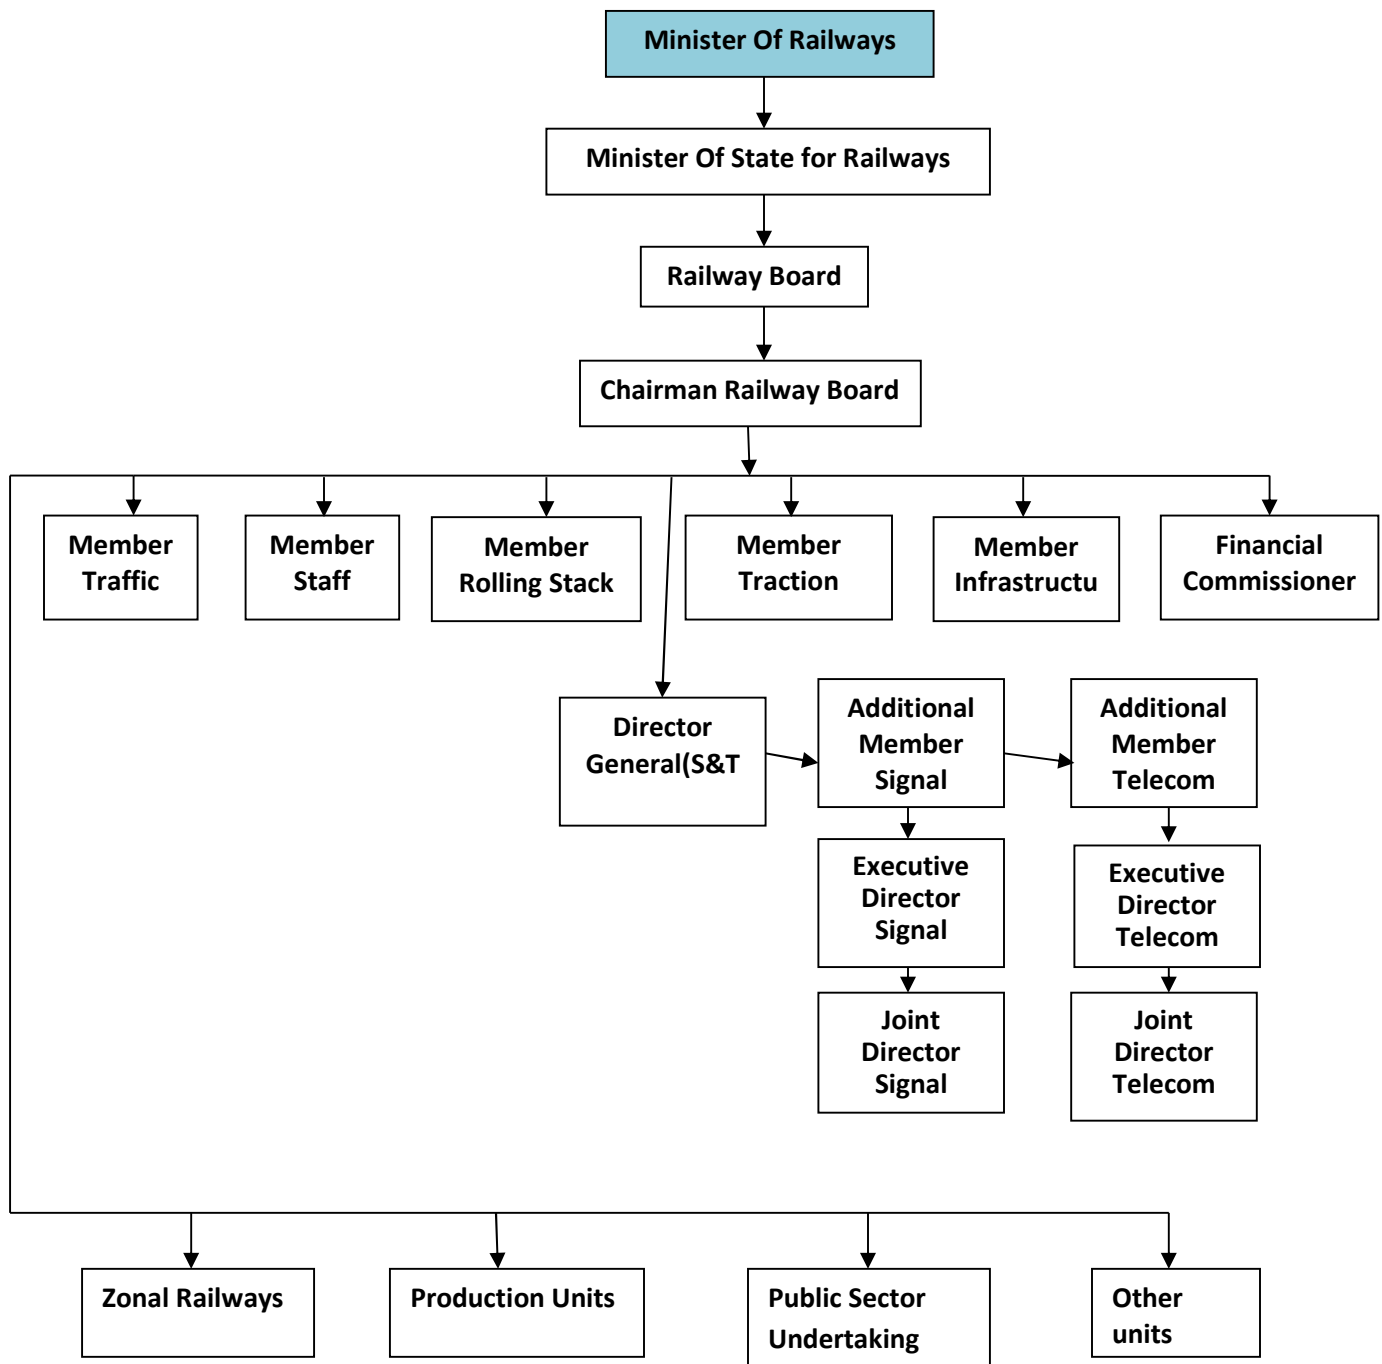 Minister Of Railways
Minister Of State for Railways
Railway Board
Chairman Railway Board
Member
Traffic
Member
Staff
Member
Rolling Stack
Member
Traction
Member
Infrastructu
Financial
Commissioner
Director
General(S&T
Additional
Member
Signal
Additional
Member
Telecom
Executive
Director
Signal
Executive
Director
Telecom
Joint
Director
Signal
Joint
Director
Telecom
Zonal Railways
Production Units
Public Sector
Undertaking
Other
units